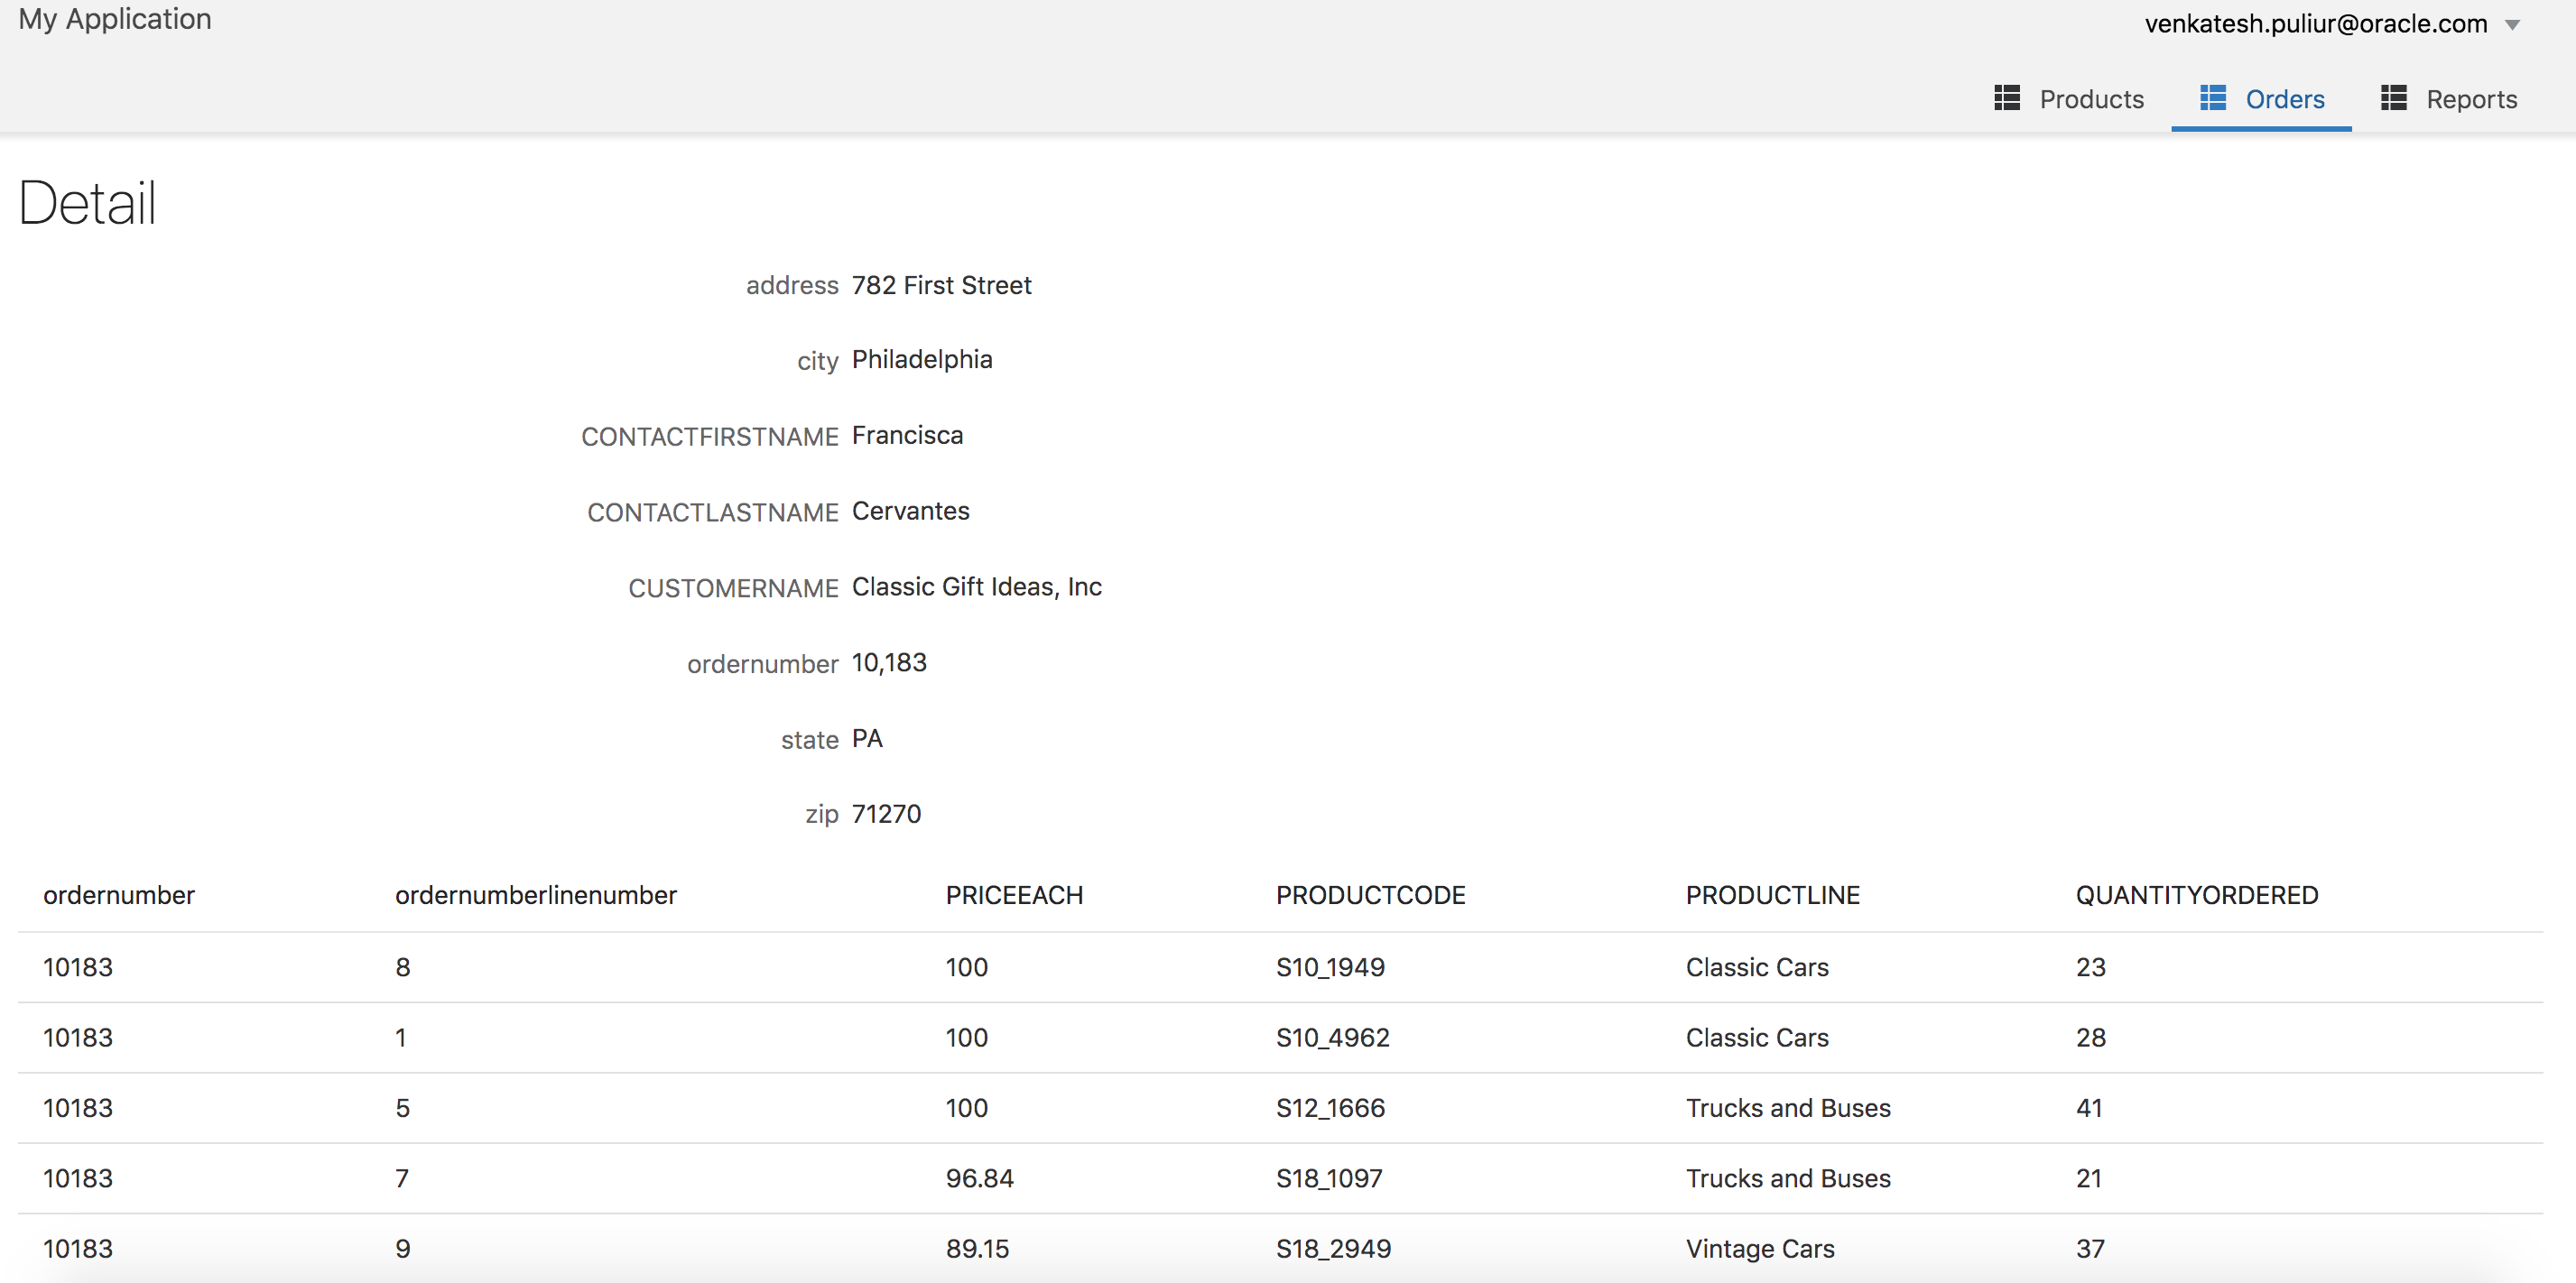 My Application
venkatesh.puliur@oracle.com
Products Orders Reports
Detail
address 782 First Street
city Philadelphia
CONTACTFIRSTNAME Francisca
CONTACTLASTNAME Cervantes
CUSTOMERNAME Classic Gift Ideas, Inc
ordernumber 10,183
state PA
zip 71270
ordernumber ordernumberlinenumber PRICEEACH PRODUCTCODE PRODUCTLINE QUANTITYORDERED
10183 8 100 S10_1949 Classic Cars 23
10183 1 100 S10_4962 Classic Cars 28
10183 5 100 S12_1666 Trucks and Buses 41
10183 7 96.84 S18_1097 Trucks and Buses 21
10183 9 89.15 S18_2949 Vintage Cars 37